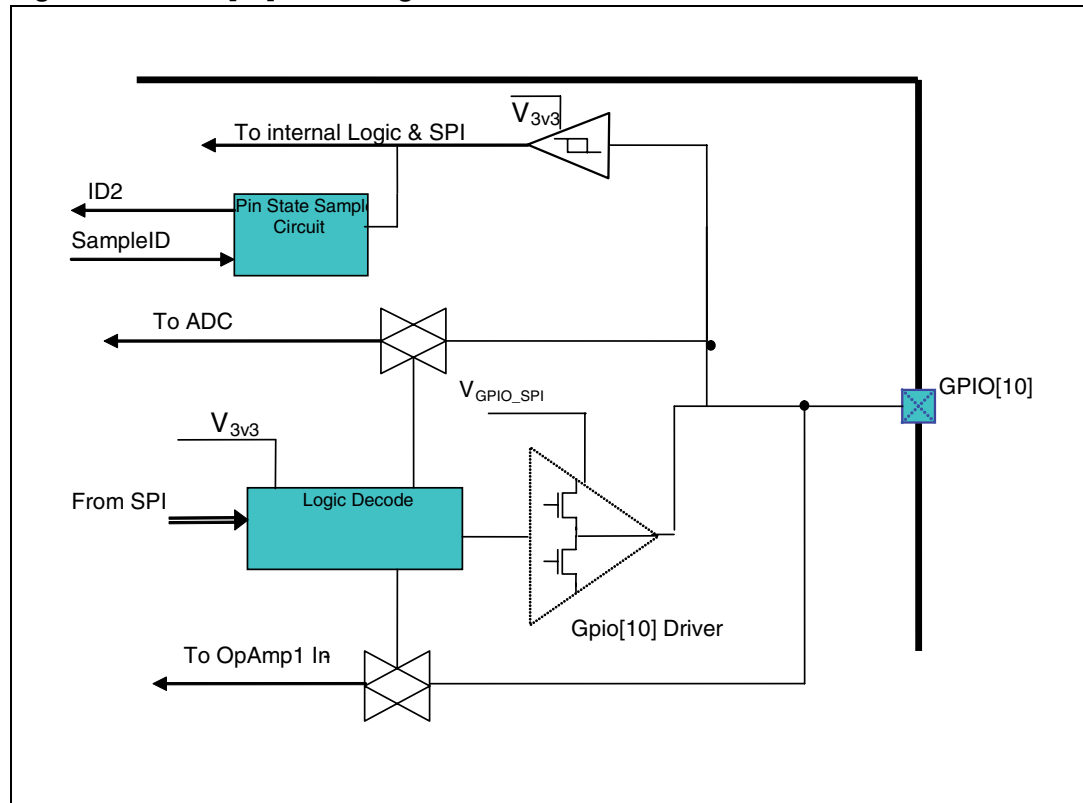 V3v3
To internal Logic & SPI
ID2
Pin State Sample
Circuit
SampleID
To ADC
VGPIO_SPI
GPIO[10]
V3v3
From SPI
Logic Decode
Gpio[10] Driver
To OpAmp1 In-